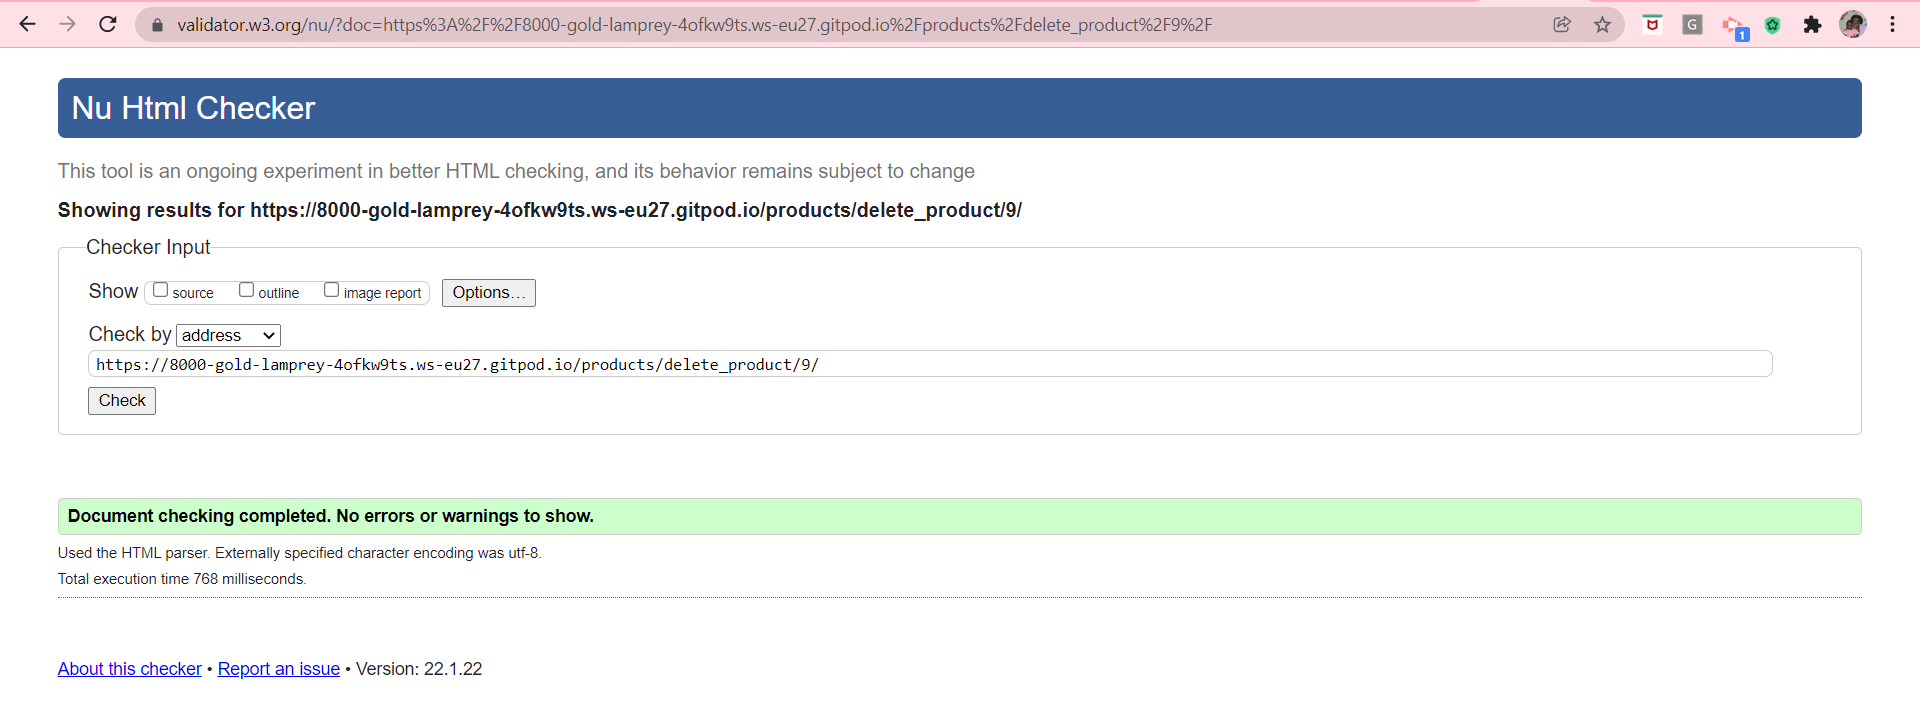 validator.w3.org/nu/?doc=https%3A%2F%2F8000-gold-lamprey-4ofkw9ts.ws-eu27.gitpod.io%2Fproducts%2Fdelete_product%2F9%2F
G
1
Nu Html Checker
This tool is an ongoing experiment in better HTML checking, and its behavior remains subject to change
Showing results for https://8000-gold-lamprey-4ofkw9ts.ws-eu27.gitpod.io/products/delete_product/9/
Checker Input
Show source outline image report Options...
Check by address
https://8000-gold-lamprey-4ofkw9ts.ws-eu27.gitpod.io/products/delete_product/9/
Check
Document checking completed. No errors or warnings to show.
Used the HTML parser. Externally specified character encoding was utf-8.
Total execution time 768 milliseconds.
About this checker • Report an issue • Version: 22.1.22